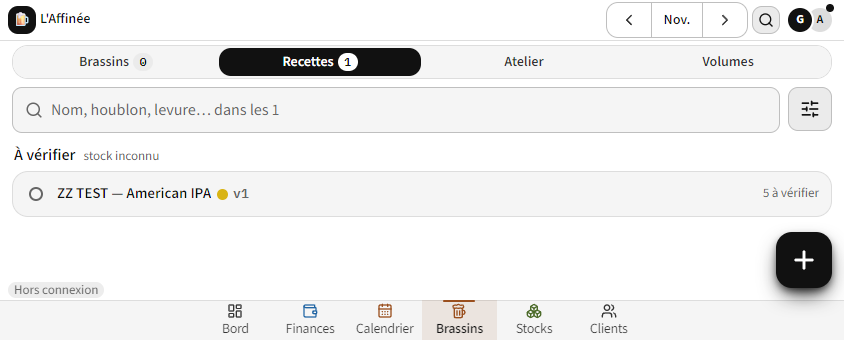 L'Affinée
Nov.
G A
Brassins 0 Recettes 1 Atelier Volumes
Nom, houblon, levure… dans les 1
À vérifier stock inconnu
ZZ TEST — American IPA v1 5 à vérifier
Hors connexion
Bord Finances Calendrier Brassins Stocks Clients